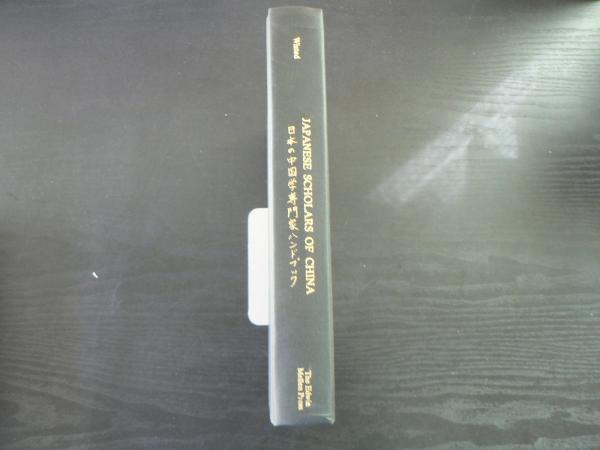 Wixted
JAPANESE SCHOLARS OF CHINA
日本の中国学専門家ハンドブック
The Edwin
Mellen Press